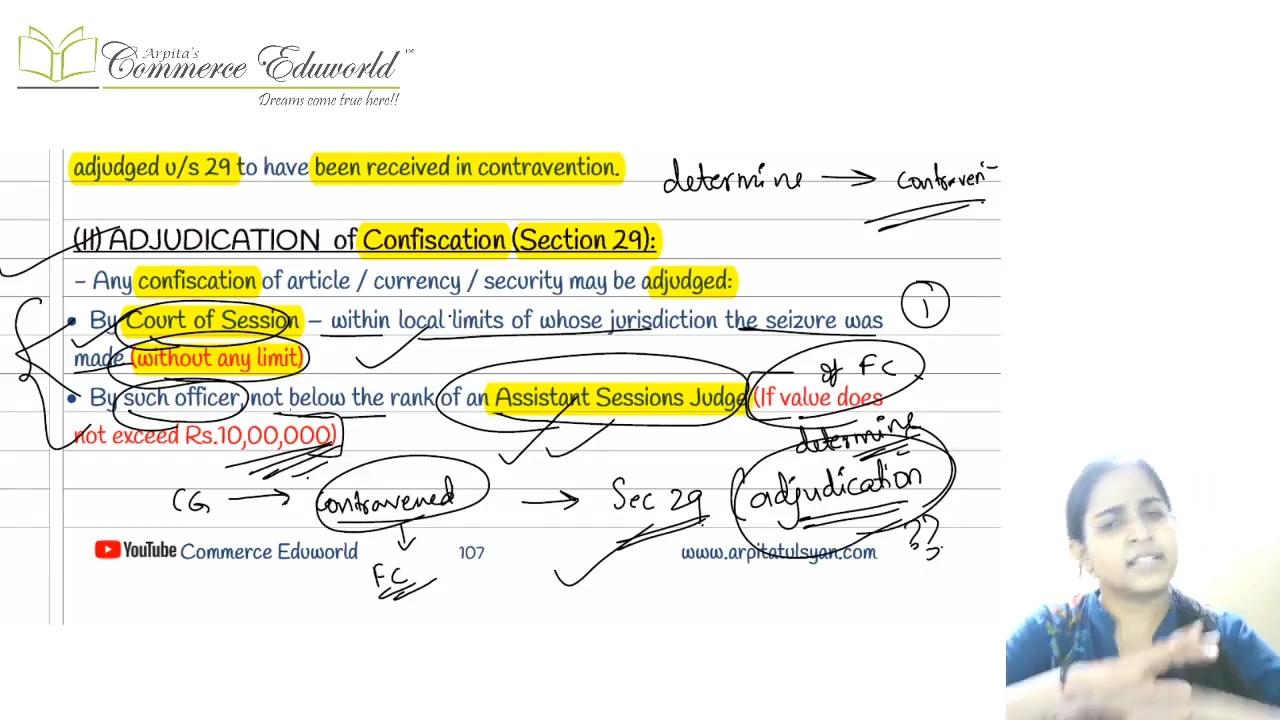 Arpita's
Commerce Eduworld™
Dreams come true here!!
adjudged u/s 29 to have been received in contravention.
determine → contraven
(II) ADJUDICATION of Confiscation (Section 29):
- Any confiscation of article / currency / security may be adjudged:
1
• By Court of Session – within local limits of whose jurisdiction the seizure was
made (without any limit)
of FC
• By such officer, not below the rank of an Assistant Sessions Judge (If value does
not exceed Rs.10,00,000)
determine
CG → contravened → Sec 29 adjudication
??
FC
YouTube Commerce Eduworld 107 www.arpitatulsyan.com